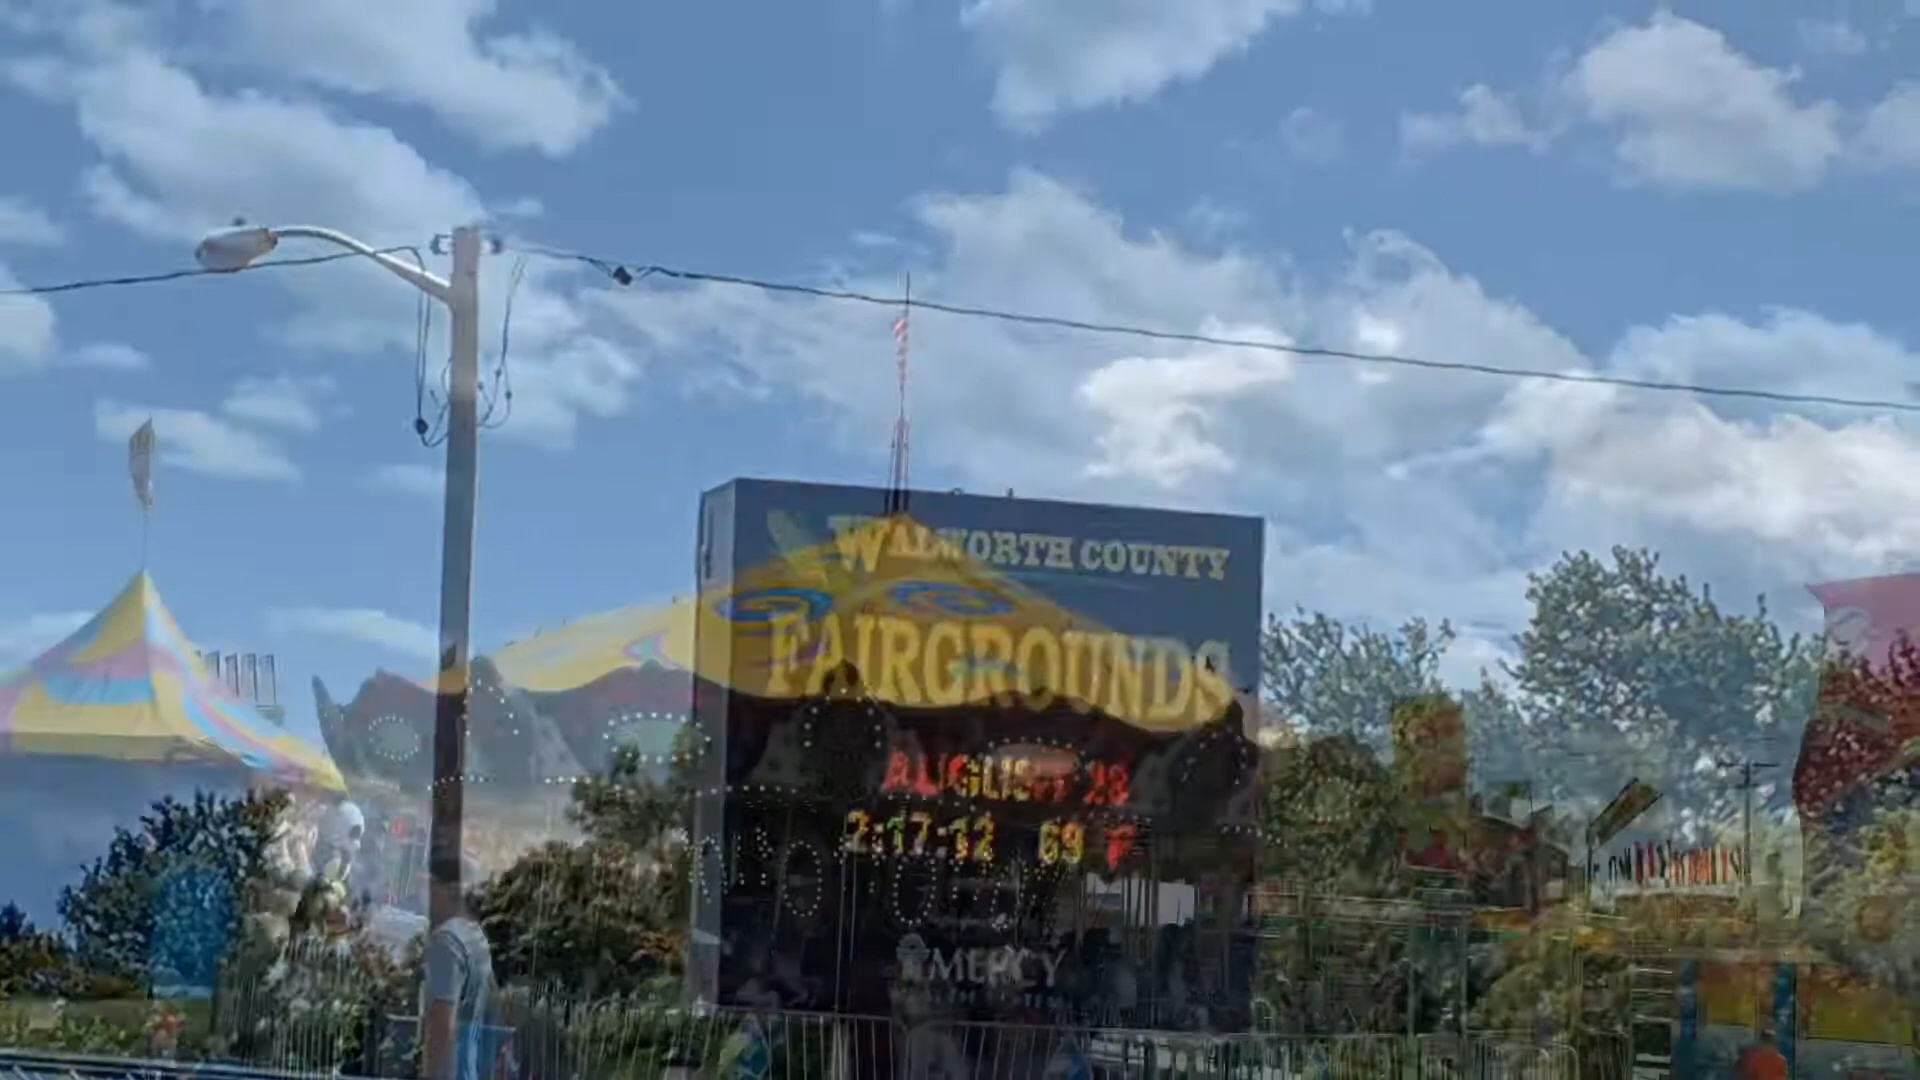 WALWORTH COUNTY
FAIRGROUNDS
AUGUST 28
2:17:12 69 F
MERCY